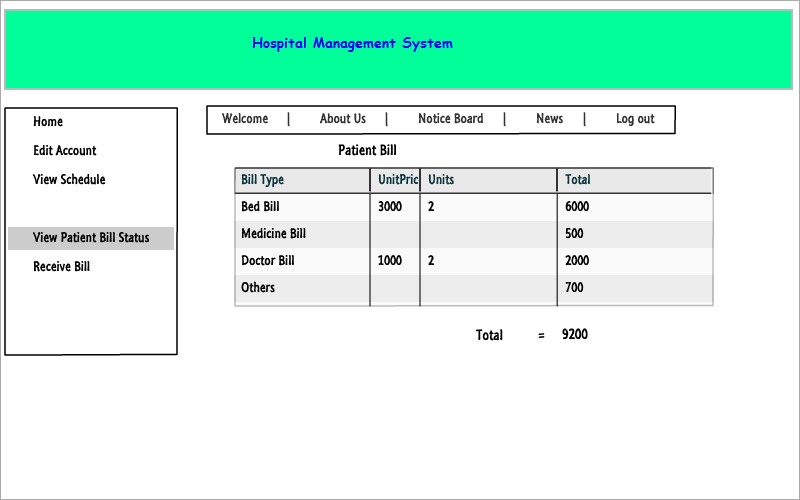 Hospital Management System
Home
Edit Account
View Schedule
View Patient Bill Status
Receive Bill
Welcome | About Us | Notice Board | News | Log out
Patient Bill
Bill Type UnitPric Units Total
Bed Bill 3000 2 6000
Medicine Bill 500
Doctor Bill 1000 2 2000
Others 700
Total = 9200